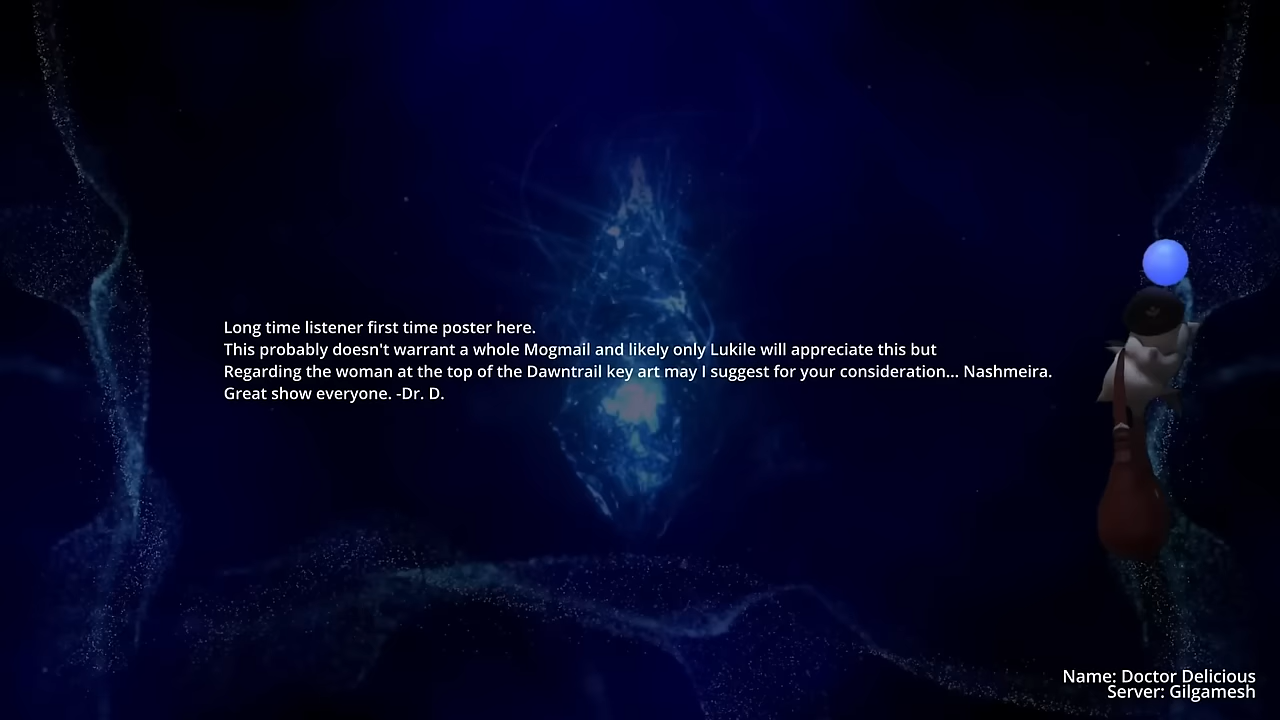 Long time listener first time poster here.
This probably doesn't warrant a whole Mogmail and likely only Lukile will appreciate this but
Regarding the woman at the top of the Dawntrail key art may I suggest for your consideration... Nashmeira.
Great show everyone. -Dr. D.
Name: Doctor Delicious
Server: Gilgamesh